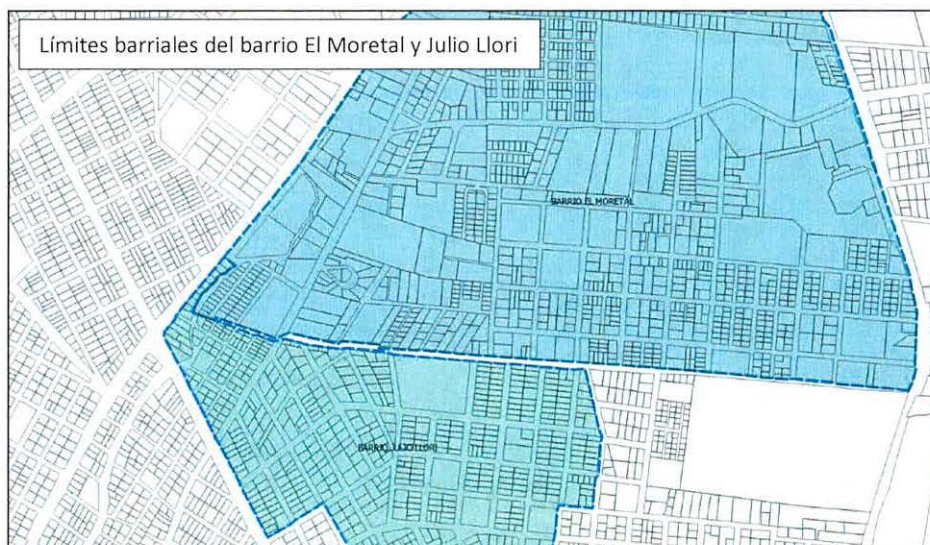 Límites barriales del barrio El Moretal y Julio Llori
BARRIO EL MORETAL
BARRIO JULIO LLORI